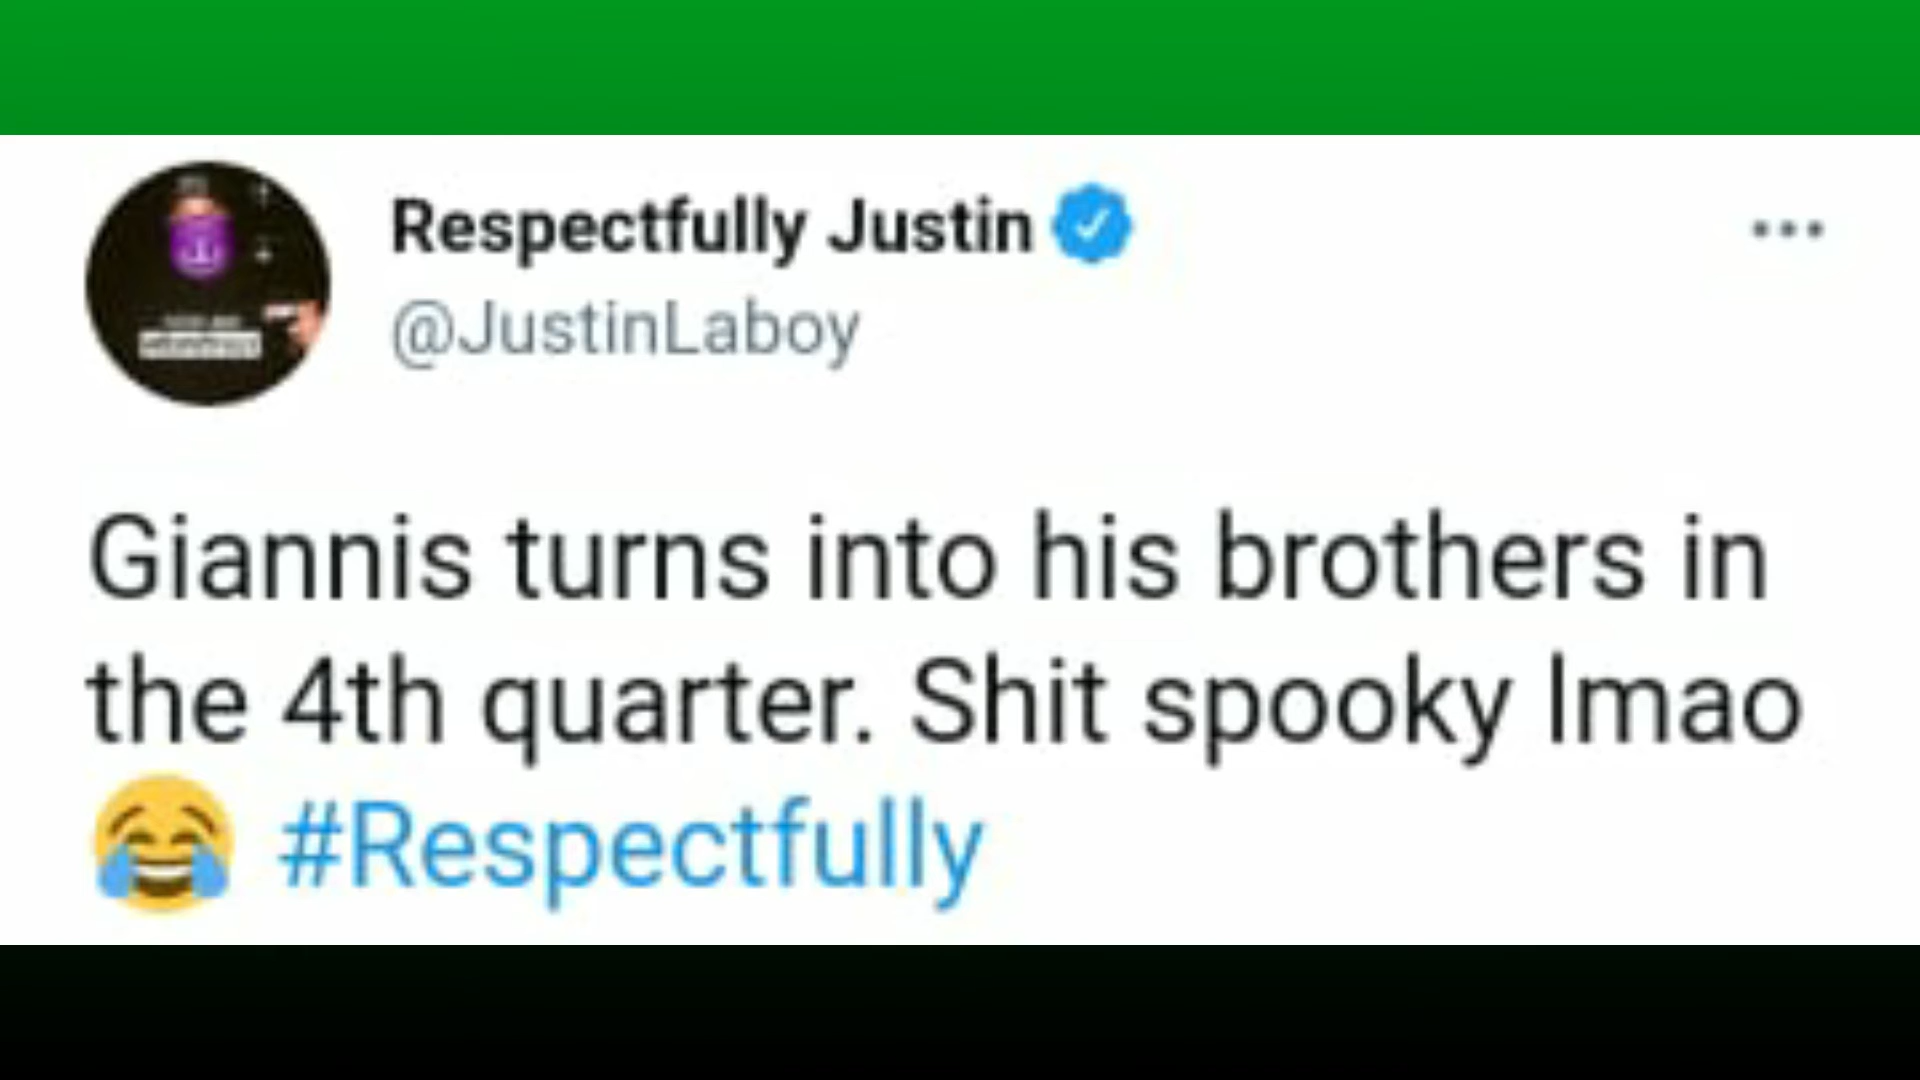 Respectfully Justin
@JustinLaboy
Giannis turns into his brothers in
the 4th quarter. Shit spooky lmao
😂 #Respectfully